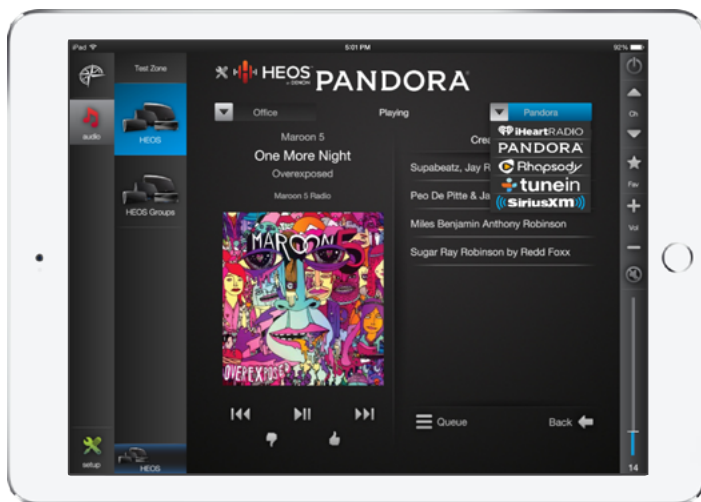 iPad
5:01 PM
92%
Test Zone
HEOS
by DENON
PANDORA
Office
Playing
Pandora
Ch
audio
HEOS
Maroon 5
One More Night
Overexposed
Maroon 5 Radio
Crea
iHeartRADIO
PANDORA
Rhapsody
tunein
SiriusXM
Supabeatz, Jay R
Peo De Pitte & Ja
Miles Benjamin Anthony Robinson
Sugar Ray Robinson by Redd Foxx
Fav
Vol
HEOS Groups
MAROON 5
OVEREXPOSED
Queue
Back
setup
HEOS
14